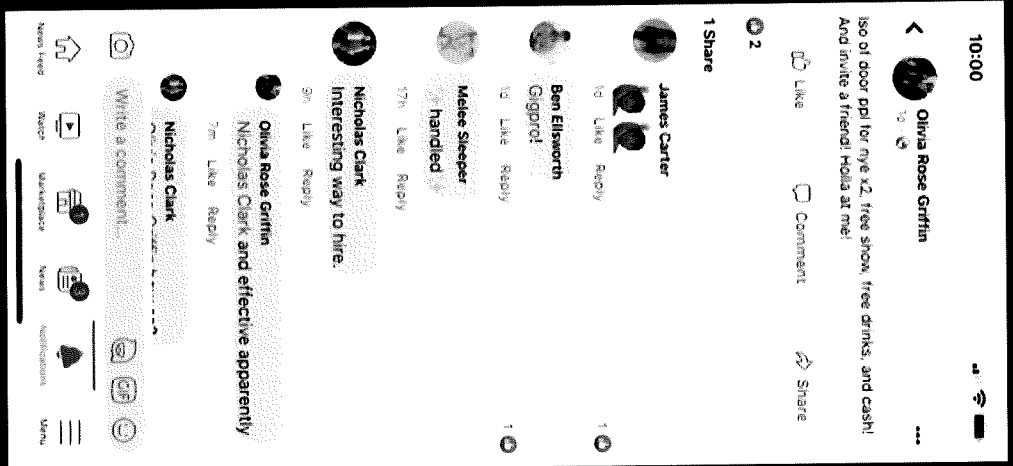 10:00
Olivia Rose Griffin
1d
Iso of door ppl for nye x2, free show, free drinks, and cash!
And invite a friend! Holla at me!
Like Comment Share
2
1 Share
James Carter
1d Like Reply 1
Ben Ellsworth
Gigpro!
1d Like Reply 1
Melee Sleeper
handled
17h Like Reply
Nicholas Clark
Interesting way to hire.
9h Like Reply
Olivia Rose Griffin
Nicholas Clark and effective apparently
7m Like Reply
Nicholas Clark
Write a comment...
GIF
News Feed Watch Marketplace News Notifications Menu